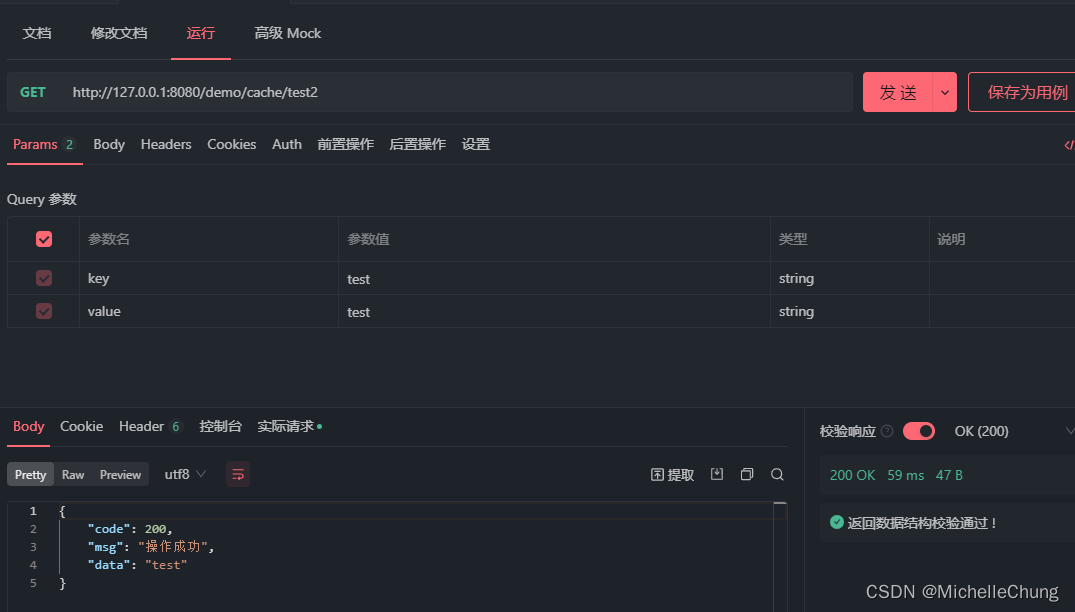 文档 修改文档 运行 高级 Mock
GET http://127.0.0.1:8080/demo/cache/test2 发 送 保存为用例
Params 2 Body Headers Cookies Auth 前置操作 后置操作 设置 </
Query 参数
参数名 参数值 类型 说明
key test string
value test string
Body Cookie Header 6 控制台 实际请求 校验响应 ? OK (200)
Pretty Raw Preview utf8 提取 200 OK 59 ms 47 B
1 {
2 "code": 200,
返回数据结构校验通过!
3 "msg": "操作成功",
4 "data": "test"
5 }
CSDN @MichelleChung